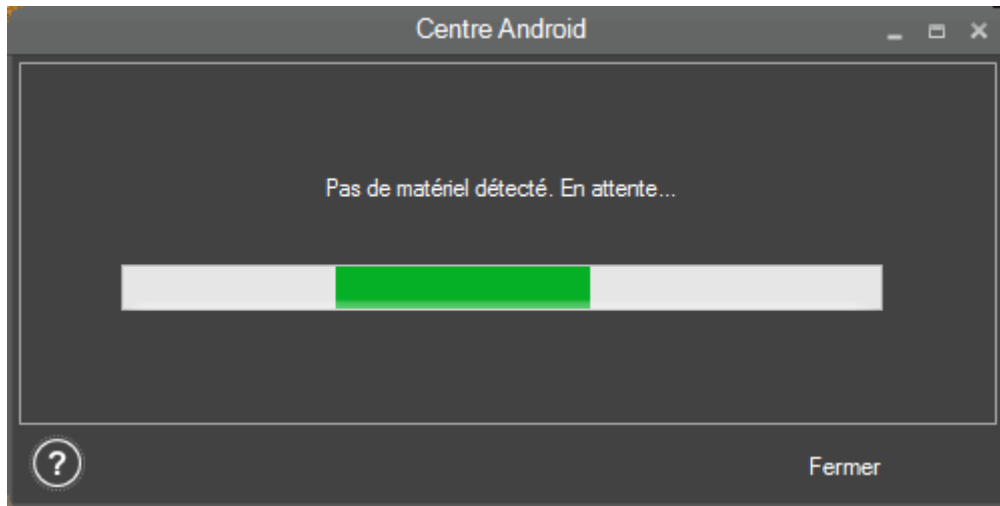 Centre Android
Pas de matériel détecté. En attente...
?
Fermer